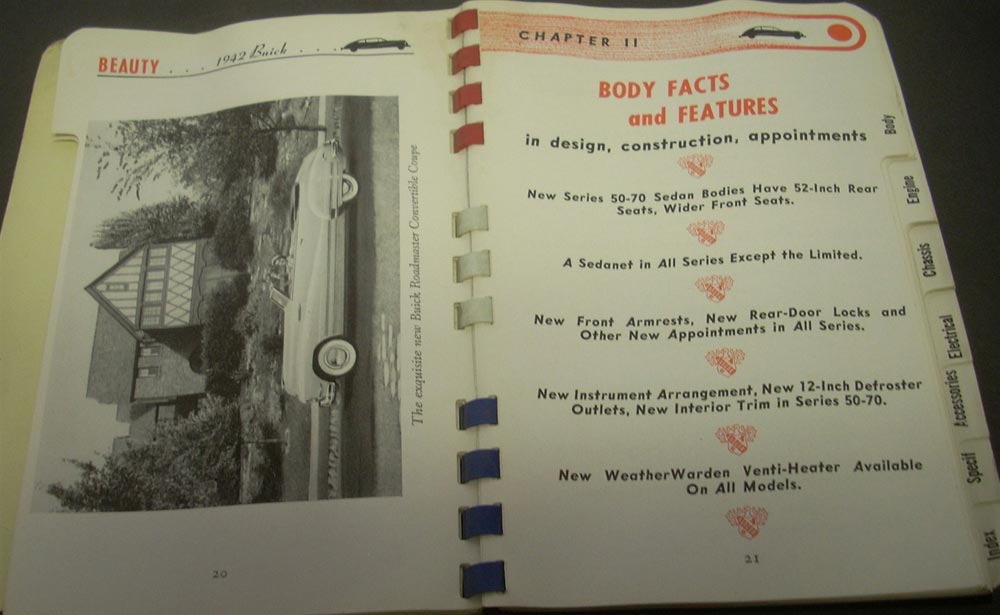 BEAUTY . . . . 1942 Buick . . . .
The exquisite new Buick Roadmaster Convertible Coupe
20
CHAPTER II
BODY FACTS
and FEATURES
in design, construction, appointments
New Series 50-70 Sedan Bodies Have 52-Inch Rear
Seats, Wider Front Seats.
A Sedanet in All Series Except the Limited.
New Front Armrests, New Rear-Door Locks and
Other New Appointments in All Series.
New Instrument Arrangement, New 12-Inch Defroster
Outlets, New Interior Trim in Series 50-70.
New WeatherWarden Venti-Heater Available
On All Models.
21
Body
Engine
Chassis
Electrical
Accessories
Specif
Index